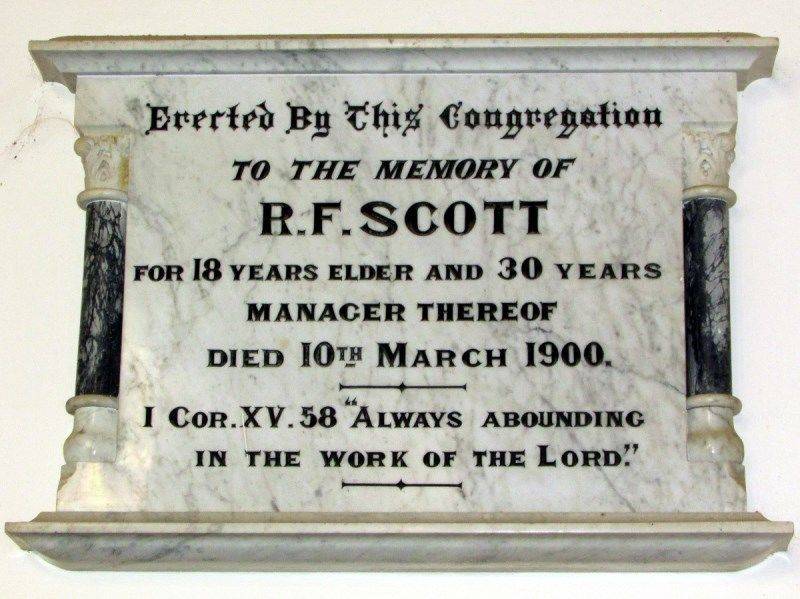 Erected By This Congregation
TO THE MEMORY OF
R.F. SCOTT
FOR 18 YEARS ELDER AND 30 YEARS
MANAGER THEREOF
DIED 10TH MARCH 1900.
I COR. XV. 58 "ALWAYS ABOUNDING
IN THE WORK OF THE LORD."